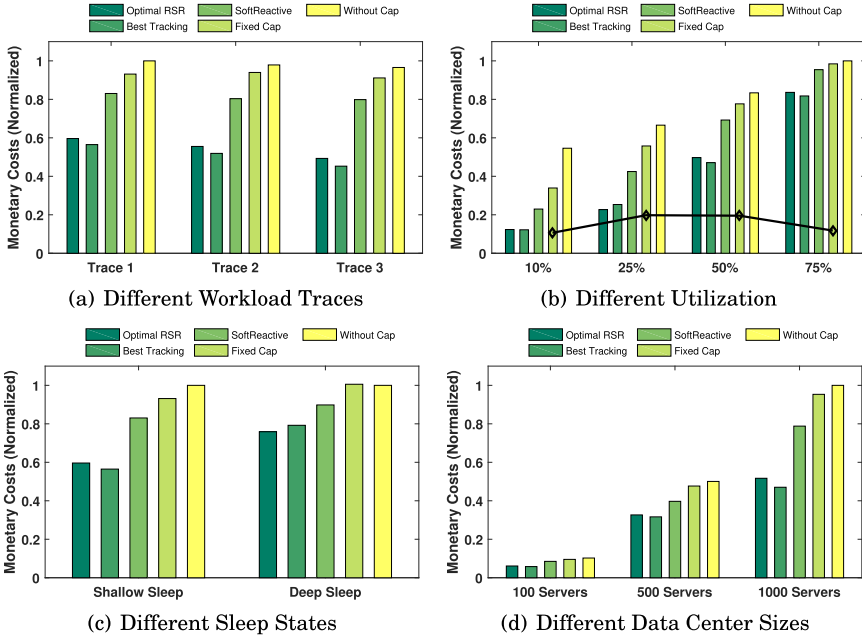 Optimal RSR SoftReactive Without Cap
Best Tracking Fixed Cap
Monetary Costs (Normalized)
1
0.8
0.6
0.4
0.2
0
Trace 1 Trace 2 Trace 3
(a) Different Workload Traces
Optimal RSR SoftReactive Without Cap
Best Tracking Fixed Cap
Monetary Costs (Normalized)
1
0.8
0.6
0.4
0.2
0
10% 25% 50% 75%
(b) Different Utilization
Optimal RSR SoftReactive Without Cap
Best Tracking Fixed Cap
Monetary Costs (Normalized)
1
0.8
0.6
0.4
0.2
0
Shallow Sleep Deep Sleep
(c) Different Sleep States
Optimal RSR SoftReactive Without Cap
Best Tracking Fixed Cap
Monetary Costs (Normalized)
1
0.8
0.6
0.4
0.2
0
100 Servers 500 Servers 1000 Servers
(d) Different Data Center Sizes